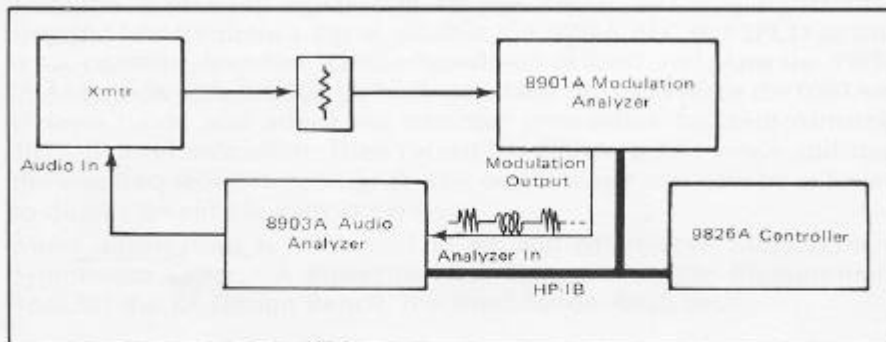 Xmtr
8901A Modulation
Analyzer
Audio In
Modulation
Output
8903A Audio
Analyzer
Analyzer In
9826A Controller
HP-IB